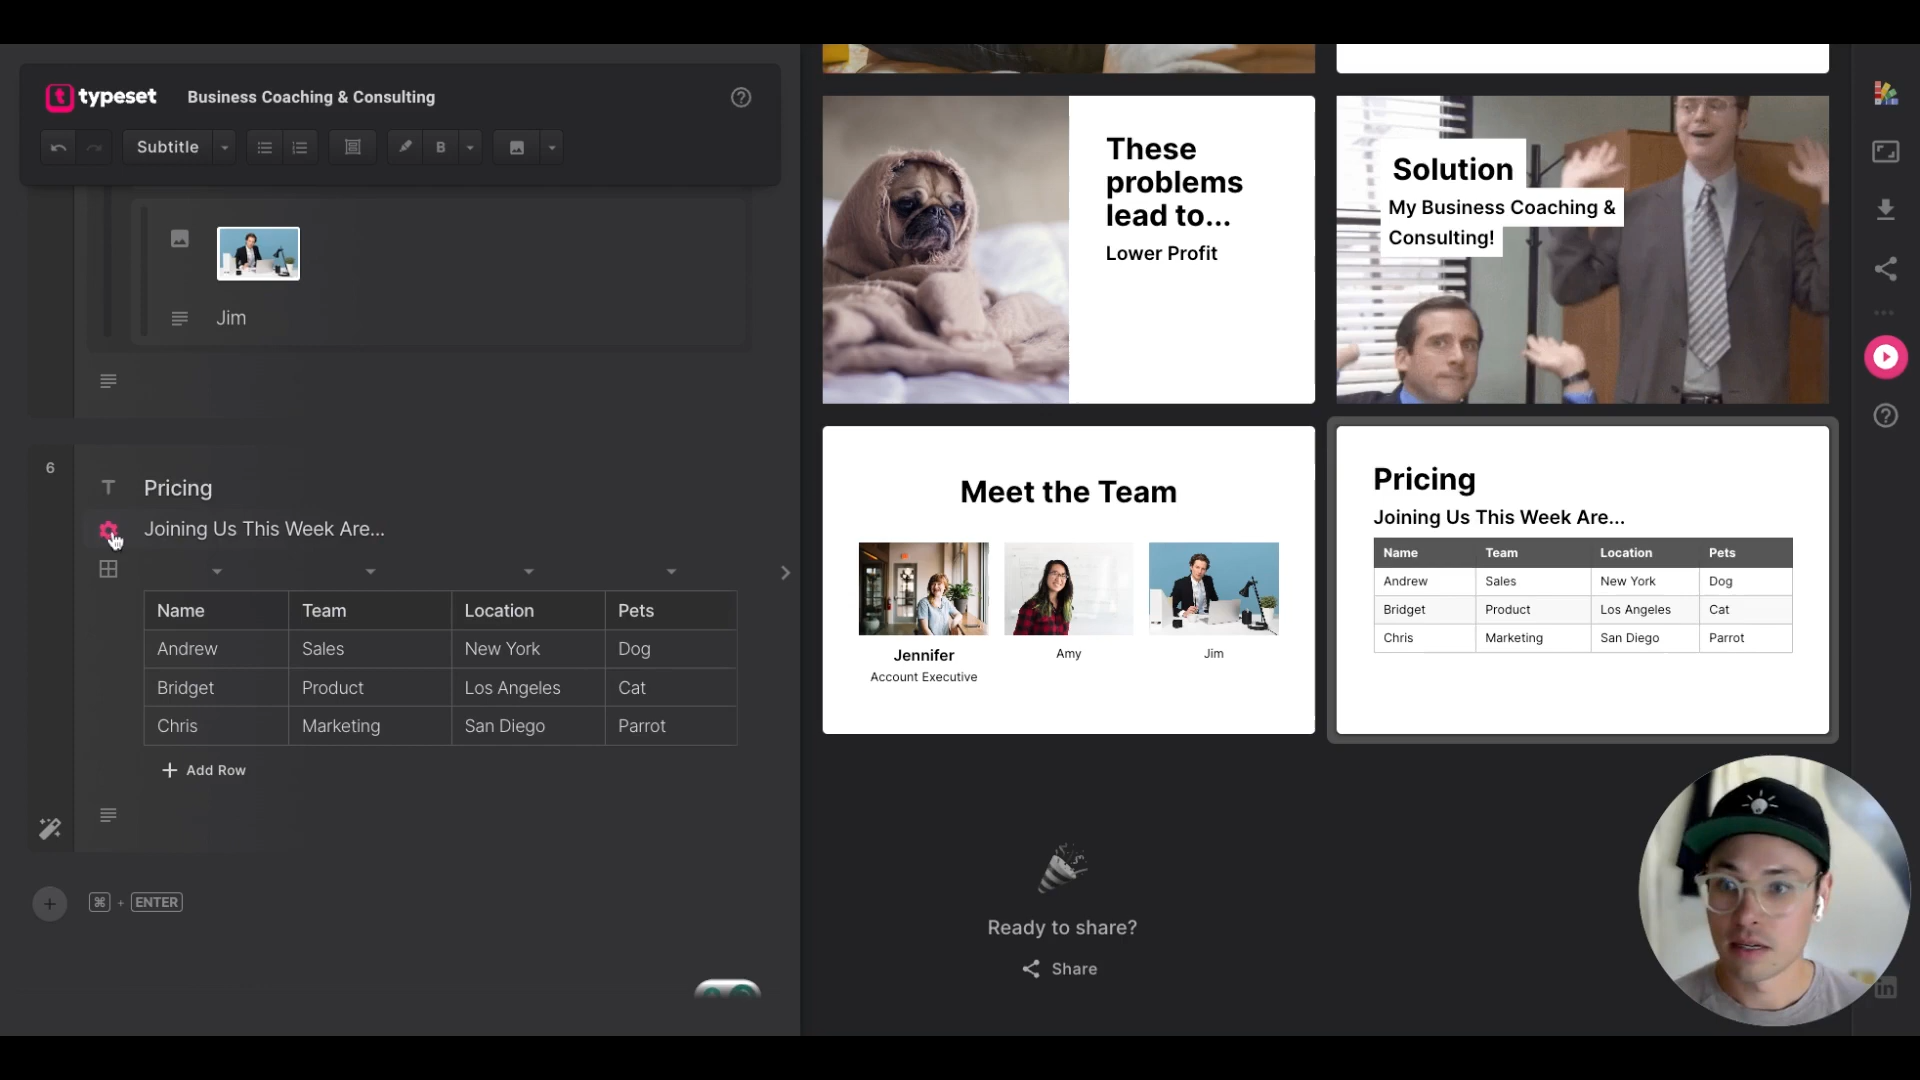 typeset
Business Coaching & Consulting
Subtitle
B
Jim
6
Pricing
Joining Us This Week Are...
Name Team Location Pets
Andrew Sales New York Dog
Bridget Product Los Angeles Cat
Chris Marketing San Diego Parrot
+ Add Row
⌘ + ENTER
These
problems
lead to...
Lower Profit
Solution
My Business Coaching &
Consulting!
Meet the Team
Jennifer
Account Executive
Amy
Jim
Pricing
Joining Us This Week Are...
Name Team Location Pets
Andrew Sales New York Dog
Bridget Product Los Angeles Cat
Chris Marketing San Diego Parrot
Ready to share?
Share
in